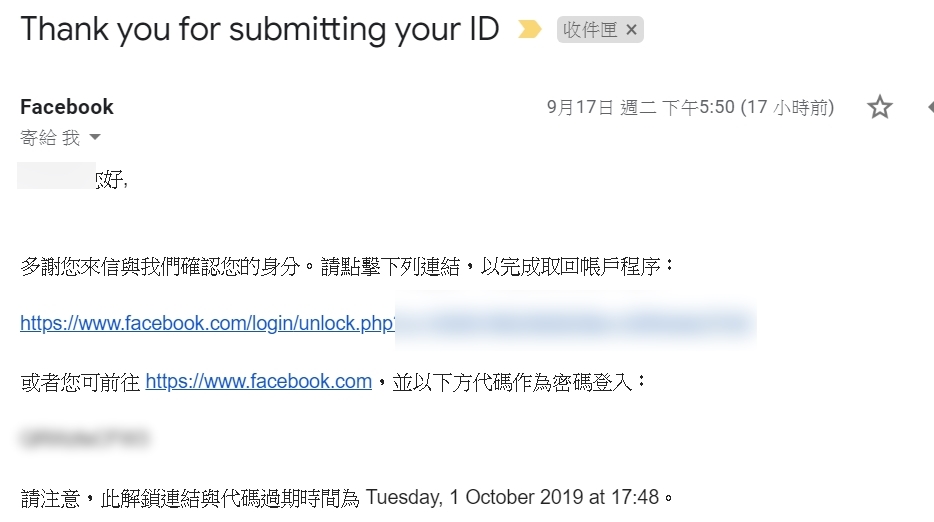 Thank you for submitting your ID 收件匣 ×
Facebook 9月17日 週二 下午5:50 (17 小時前)
寄給 我
您好,
多謝您來信與我們確認您的身分。請點擊下列連結，以完成取回帳戶程序：
https://www.facebook.com/login/unlock.php?
或者您可前往 https://www.facebook.com，並以下方代碼作為密碼登入：
請注意，此解鎖連結與代碼過期時間為 Tuesday, 1 October 2019 at 17:48。